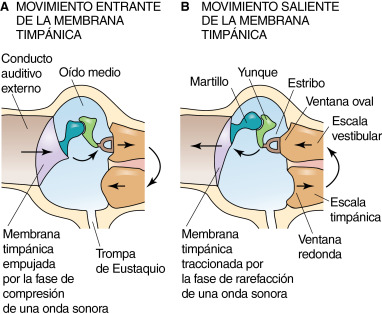 A MOVIMIENTO ENTRANTE
DE LA MEMBRANA
TIMPÁNICA
Conducto
auditivo
externo
Oído medio
Membrana
timpánica
empujada
por la fase de
compresión
de una onda sonora
Trompa
de Eustaquio
B MOVIMIENTO SALIENTE
DE LA MEMBRANA
TIMPÁNICA
Martillo
Yunque
Estribo
Ventana oval
Escala
vestibular
Escala
timpánica
Ventana
redonda
Membrana
timpánica
traccionada por
la fase de rarefacción
de una onda sonora